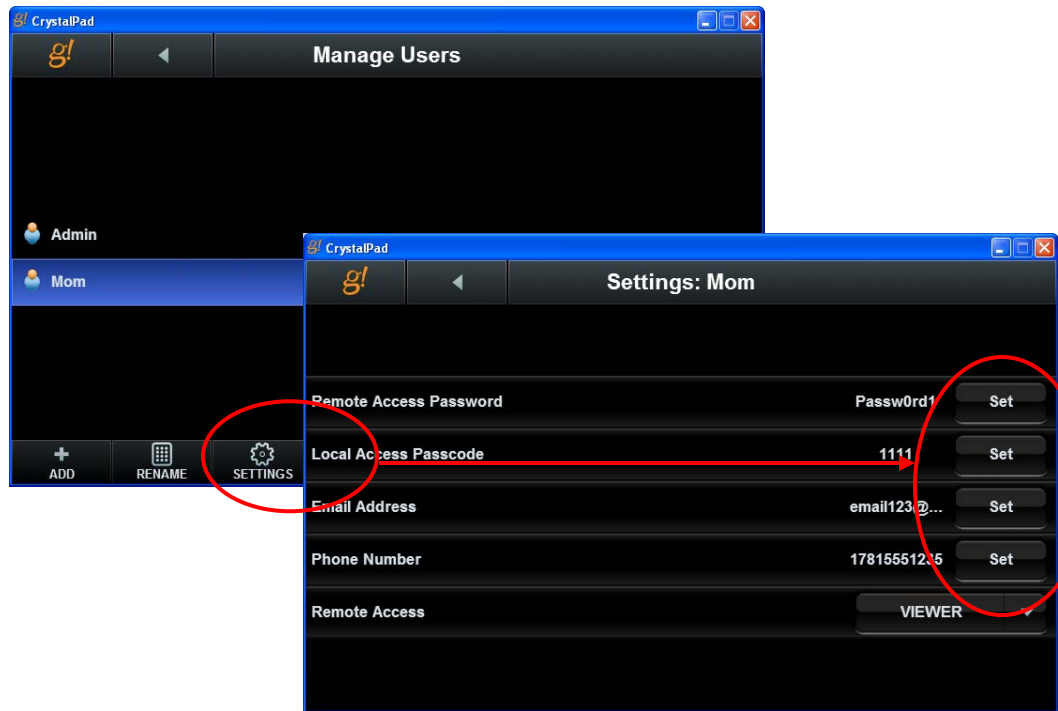 g! CrystalPad
g!
Manage Users
Admin
Mom
ADD
RENAME
SETTINGS
g! CrystalPad
g!
Settings: Mom
Remote Access Password Passw0rd1 Set
Local Access Passcode 1111 Set
Email Address email123@... Set
Phone Number 17815551235 Set
Remote Access VIEWER